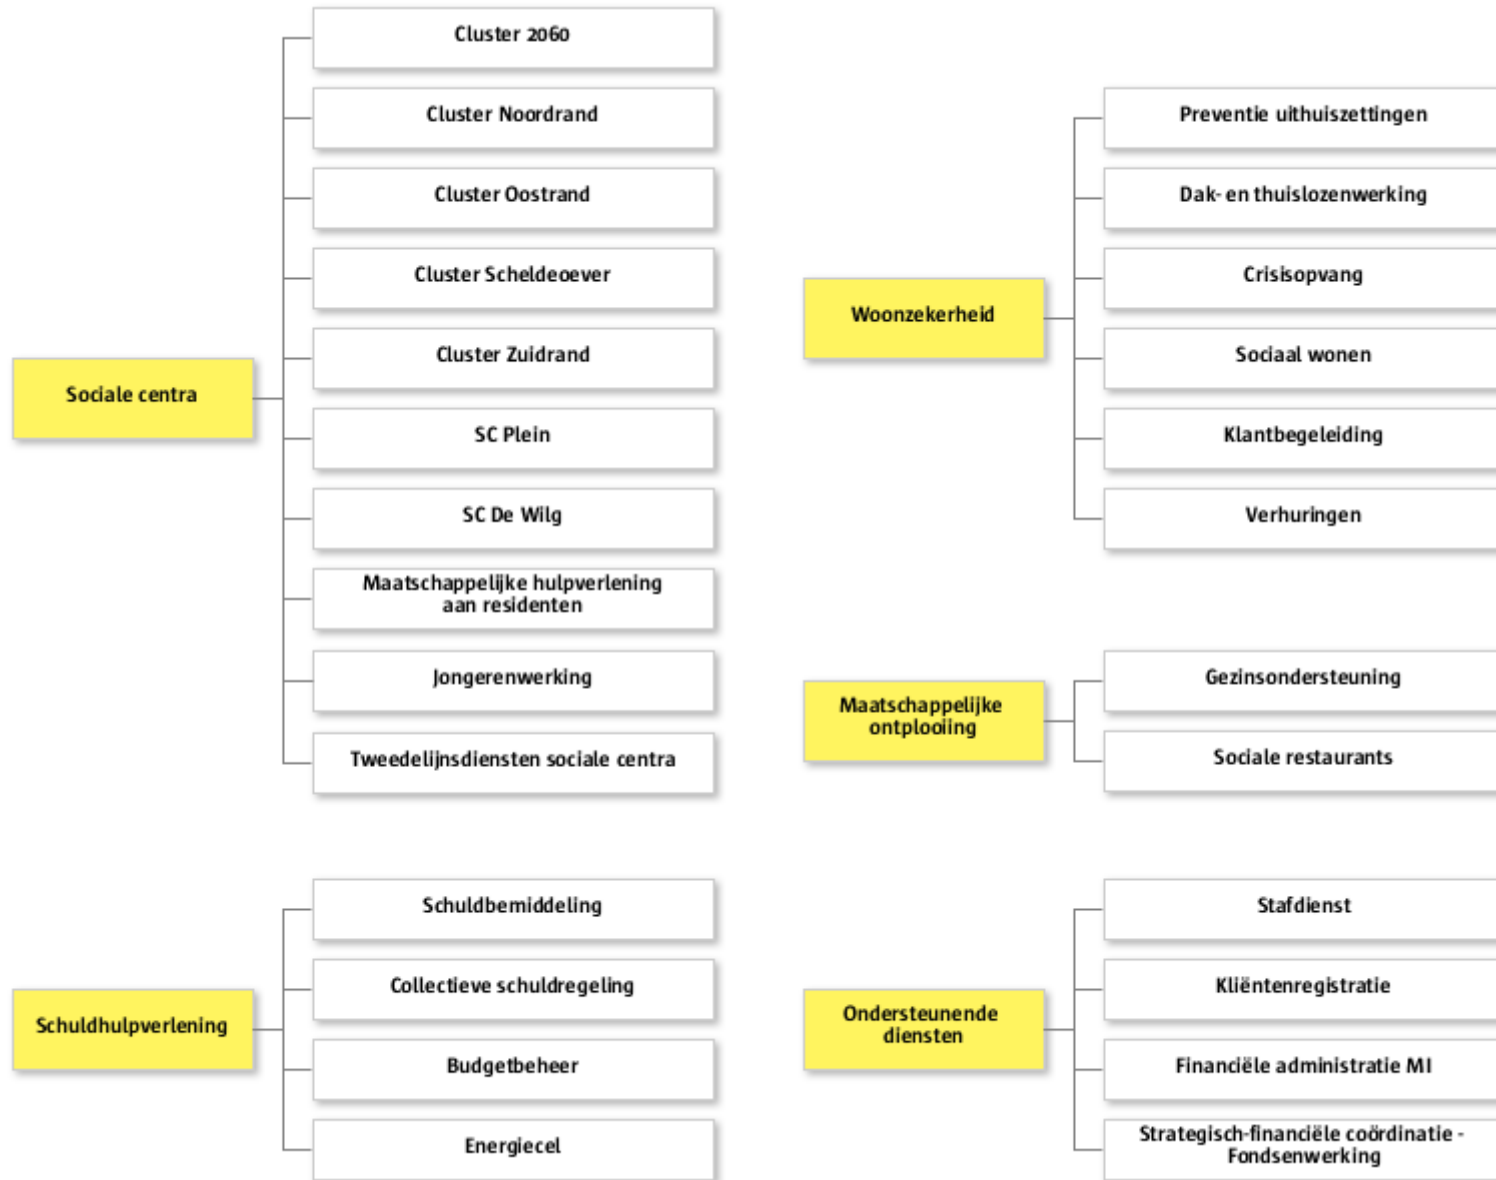 Sociale centra
Cluster 2060
Cluster Noordrand
Cluster Oostrand
Cluster Scheldeoever
Cluster Zuidrand
SC Plein
SC De Wilg
Maatschappelijke hulpverlening
aan residenten
Jongerenwerking
Tweedelijnsdiensten sociale centra
Woonzekerheid
Preventie uithuiszettingen
Dak- en thuislozenwerking
Crisisopvang
Sociaal wonen
Klantbegeleiding
Verhuringen
Maatschappelijke
ontplooiing
Gezinsondersteuning
Sociale restaurants
Schuldhulpverlening
Schuldbemiddeling
Collectieve schuldregeling
Budgetbeheer
Energiecel
Ondersteunende
diensten
Stafdienst
Kliëntenregistratie
Financiële administratie MI
Strategisch-financiële coördinatie -
Fondsenwerking